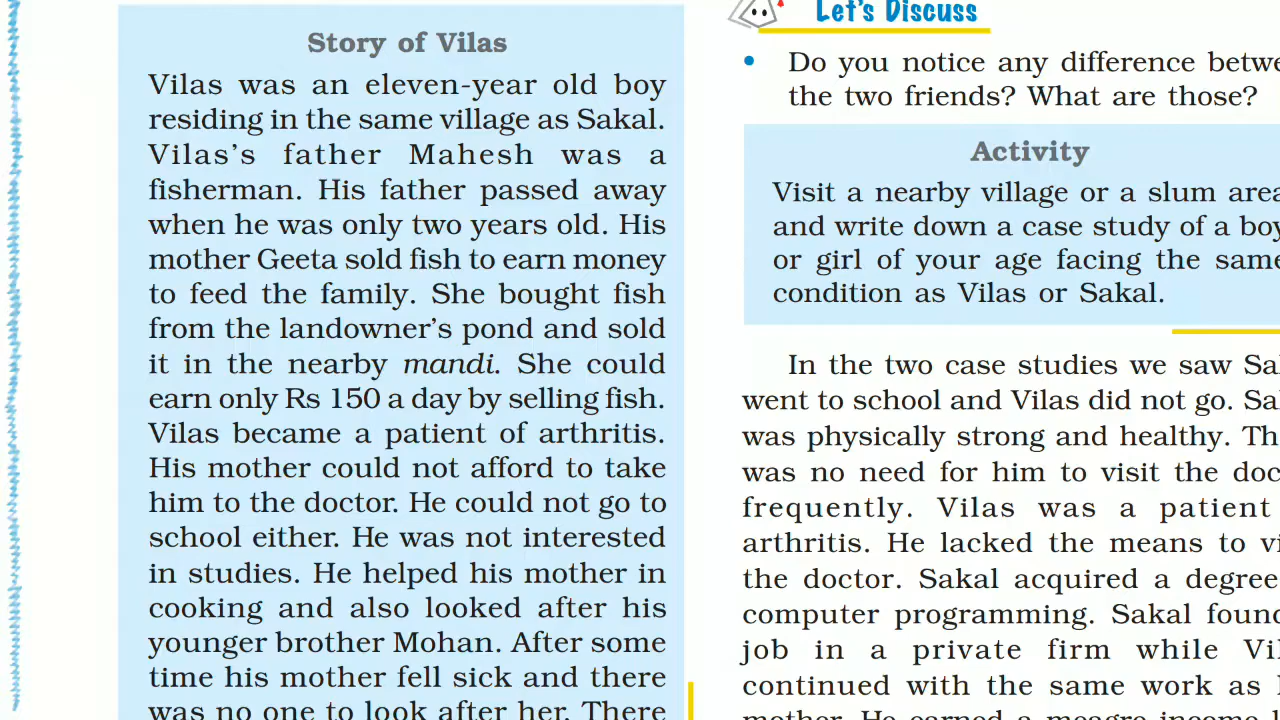 Story of Vilas
Vilas was an eleven-year old boy
residing in the same village as Sakal.
Vilas's father Mahesh was a
fisherman. His father passed away
when he was only two years old. His
mother Geeta sold fish to earn money
to feed the family. She bought fish
from the landowner's pond and sold
it in the nearby mandi. She could
earn only Rs 150 a day by selling fish.
Vilas became a patient of arthritis.
His mother could not afford to take
him to the doctor. He could not go to
school either. He was not interested
in studies. He helped his mother in
cooking and also looked after his
younger brother Mohan. After some
time his mother fell sick and there
was no one to look after her. There
Let's Discuss
• Do you notice any difference
the two friends? What are those?
Activity
Visit a nearby village or a slum area
and write down a case study of a boy
or girl of your age facing the same
condition as Vilas or Sakal.
In the two case studies we saw
went to school and Vilas did not go.
was physically strong and healthy.
was no need for him to visit the
frequently. Vilas was a patient
arthritis. He lacked the means to
the doctor. Sakal acquired a degree
computer programming. Sakal
job in a private firm while
continued with the same work as
mother. He earned a meagre income